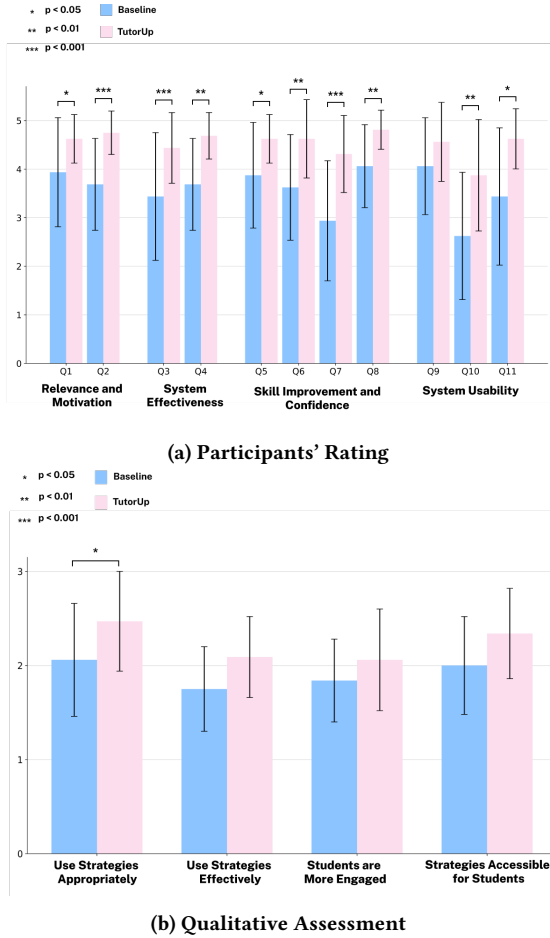 * p < 0.05 Baseline
** p < 0.01 TutorUp
*** p < 0.001
* *** *** ** * ** *** ** ** *
5
4
3
2
1
0
Q1 Q2 Q3 Q4 Q5 Q6 Q7 Q8 Q9 Q10 Q11
Relevance and Motivation
System Effectiveness
Skill Improvement and Confidence
System Usability
(a) Participants' Rating
* p < 0.05 Baseline
** p < 0.01 TutorUp
*** p < 0.001
*
3
2
1
0
Use Strategies Appropriately
Use Strategies Effectively
Students are More Engaged
Strategies Accessible for Students
(b) Qualitative Assessment